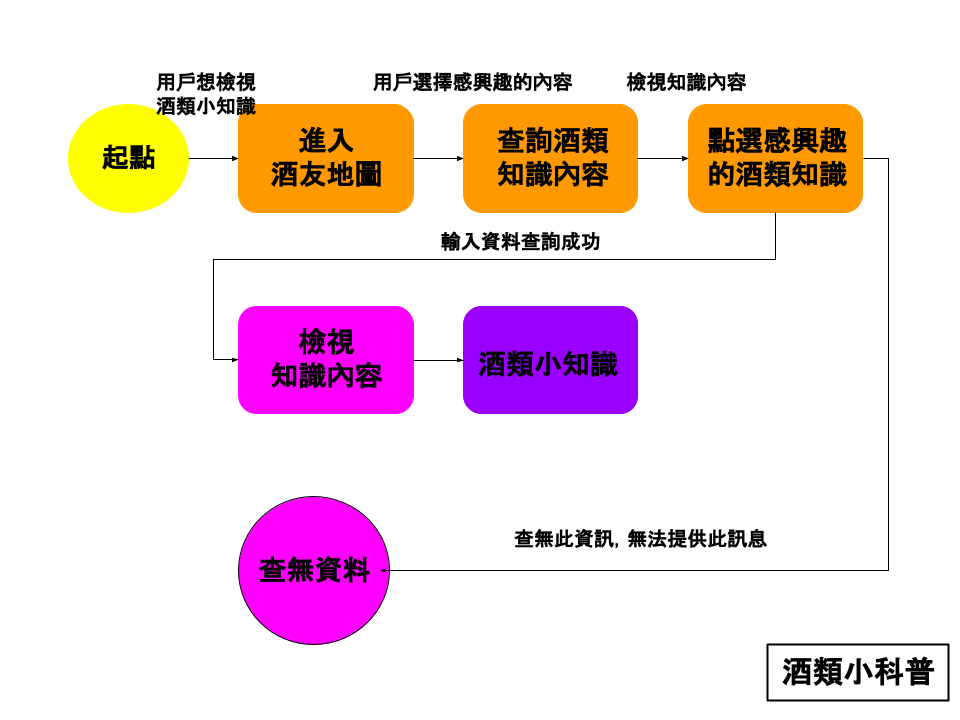 用戶想檢視
酒類小知識
用戶選擇感興趣的內容
檢視知識內容
起點
進入
酒友地圖
查詢酒類
知識內容
點選感興趣
的酒類知識
輸入資料查詢成功
檢視
知識內容
酒類小知識
查無此資訊，無法提供此訊息
查無資料
酒類小科普